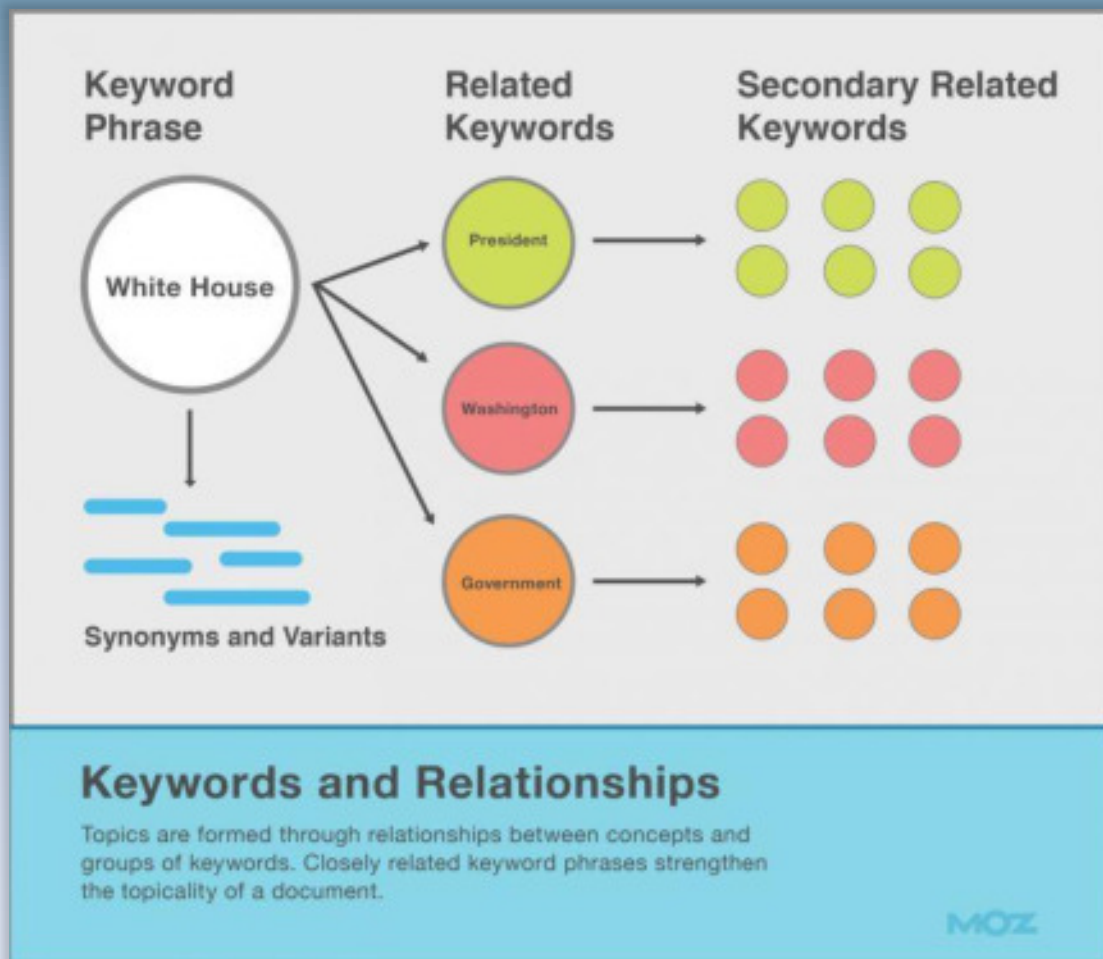 Keyword
Phrase
Related
Keywords
Secondary Related
Keywords
White House
President
Washington
Government
Synonyms and Variants
Keywords and Relationships
Topics are formed through relationships between concepts and
groups of keywords. Closely related keyword phrases strengthen
the topicality of a document.
MOZ